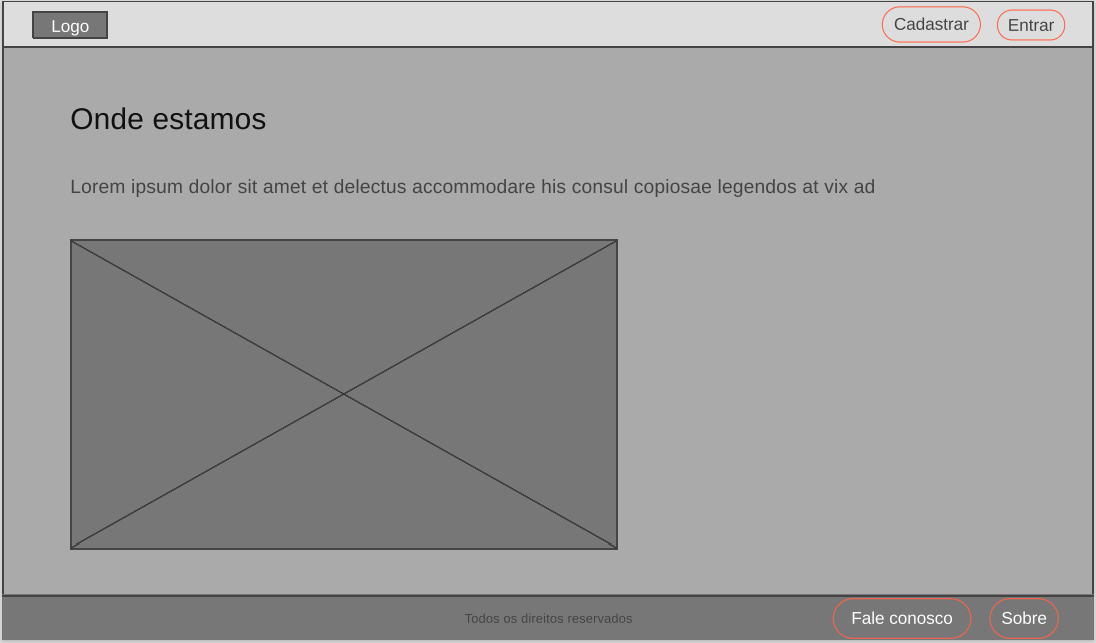 Logo
Cadastrar
Entrar
Onde estamos
Lorem ipsum dolor sit amet et delectus accommodare his consul copiosae legendos at vix ad
Todos os direitos reservados
Fale conosco
Sobre